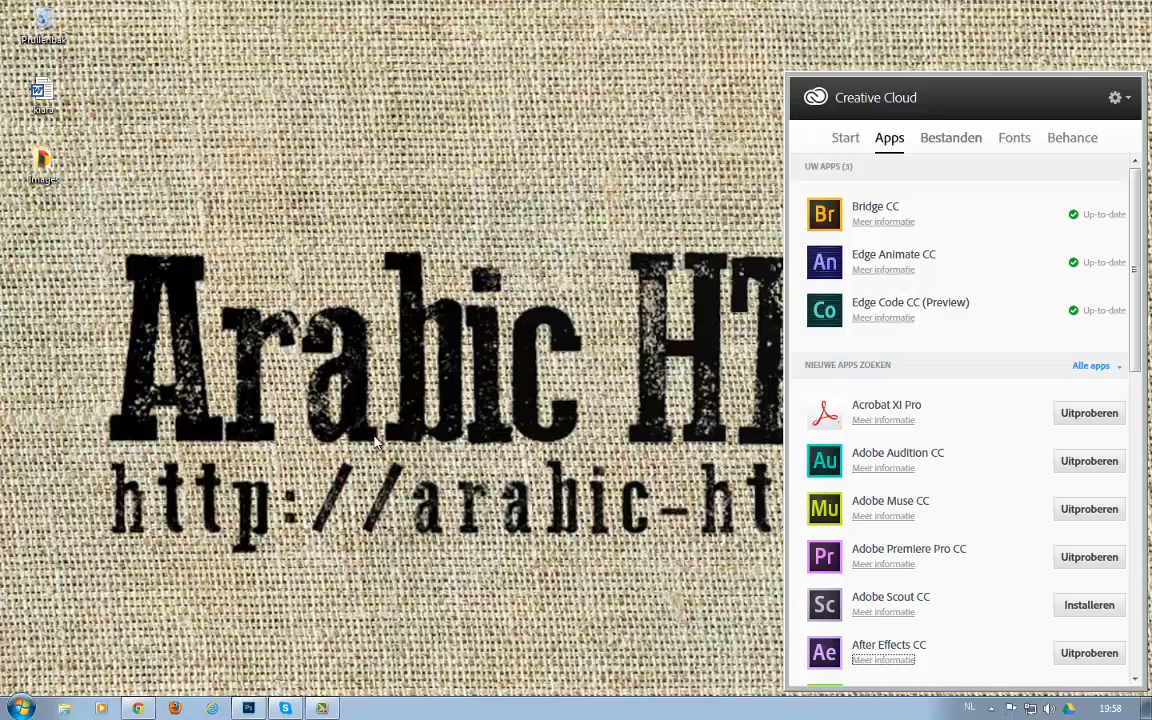 Prullenbak
kiara
images
Arabic HT
http://arabic-ht
Creative Cloud
Start Apps Bestanden Fonts Behance
UW APPS (3)
Br Bridge CC
Meer informatie
Up-to-date
An Edge Animate CC
Meer informatie
Up-to-date
Co Edge Code CC (Preview)
Meer informatie
Up-to-date
NIEUWE APPS ZOEKEN Alle apps
Acrobat XI Pro
Meer informatie
Uitproberen
Au Adobe Audition CC
Meer informatie
Uitproberen
Mu Adobe Muse CC
Meer informatie
Uitproberen
Pr Adobe Premiere Pro CC
Meer informatie
Uitproberen
Sc Adobe Scout CC
Meer informatie
Installeren
Ae After Effects CC
Meer informatie
Uitproberen
Ps
NL 19:58